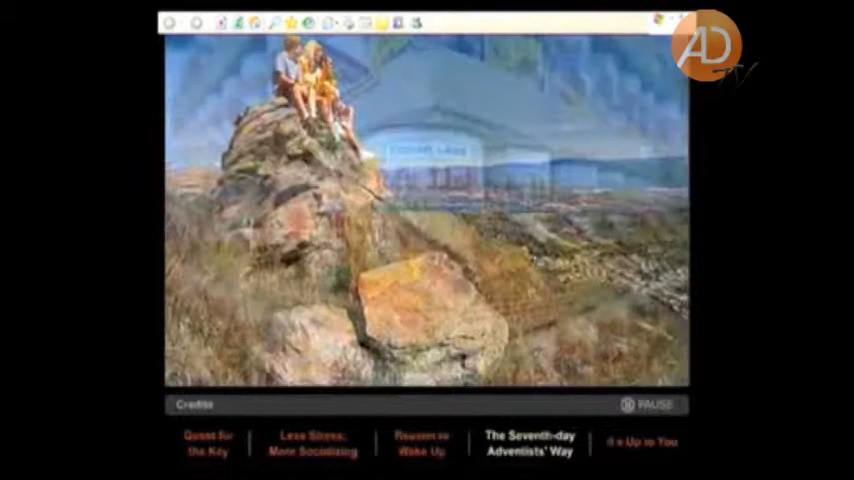 AD
TV
Credits
PAUSE
Quest for
the Key
Less Stress,
More Socializing
Reason to
Wake Up
The Seventh-day
Adventists' Way
It's Up to You